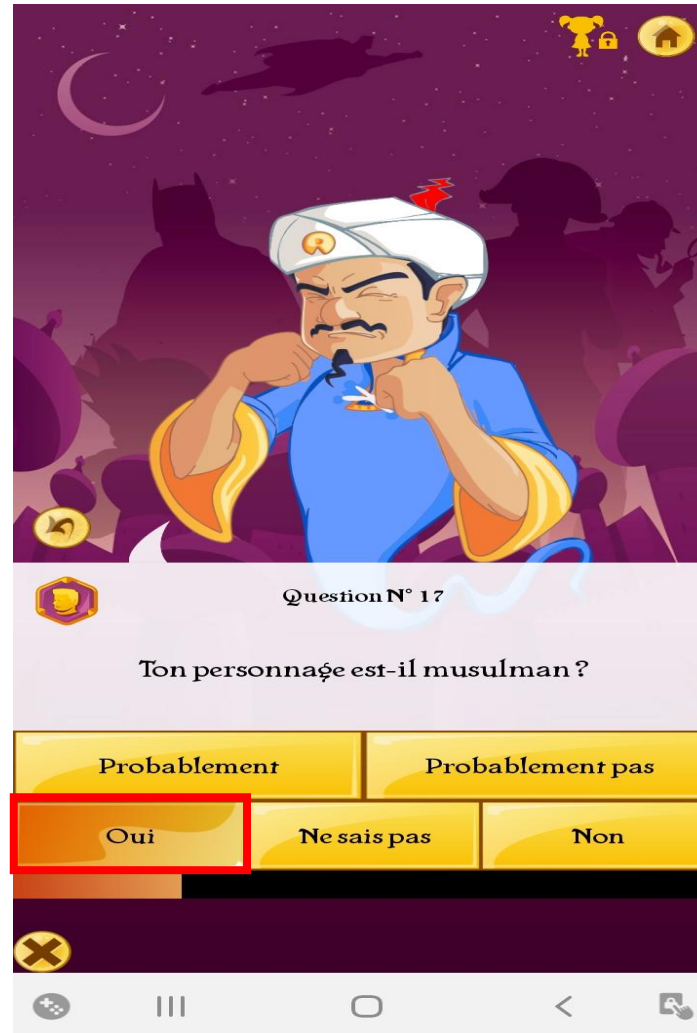 Question N° 17
Ton personnage est-il musulman ?
Probablement
Probablement pas
Oui
Ne sais pas
Non